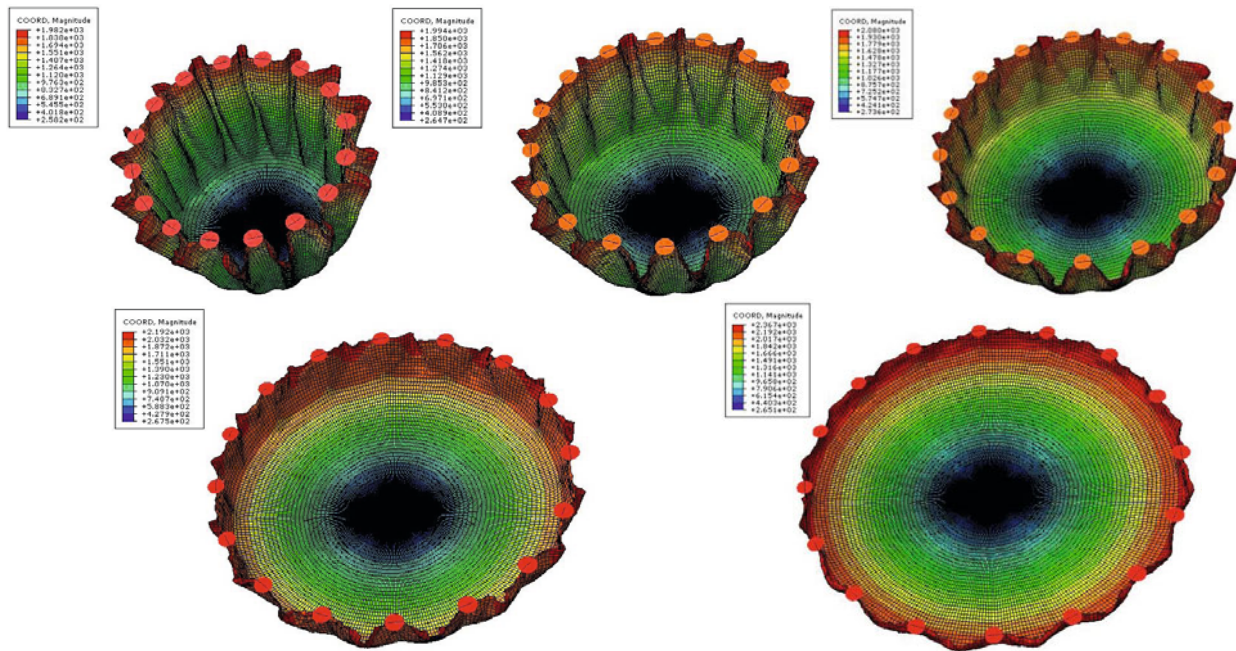 COORD, Magnitude
+1.982e+03
+1.838e+03
+1.694e+03
+1.551e+03
+1.407e+03
+1.264e+03
+1.120e+03
+9.763e+02
+8.327e+02
+6.891e+02
+5.455e+02
+4.018e+02
+2.582e+02
COORD, Magnitude
+1.994e+03
+1.850e+03
+1.706e+03
+1.562e+03
+1.418e+03
+1.274e+03
+1.129e+03
+9.853e+02
+8.412e+02
+6.971e+02
+5.530e+02
+4.089e+02
+2.647e+02
COORD, Magnitude
+2.080e+03
+1.930e+03
+1.779e+03
+1.628e+03
+1.478e+03
+1.327e+03
+1.177e+03
+1.026e+03
+8.757e+02
+7.252e+02
+5.747e+02
+4.241e+02
+2.736e+02
COORD, Magnitude
+2.192e+03
+2.032e+03
+1.872e+03
+1.711e+03
+1.551e+03
+1.390e+03
+1.230e+03
+1.070e+03
+9.091e+02
+7.487e+02
+5.883e+02
+4.279e+02
+2.675e+02
COORD, Magnitude
+2.367e+03
+2.192e+03
+2.017e+03
+1.842e+03
+1.666e+03
+1.491e+03
+1.316e+03
+1.141e+03
+9.658e+02
+7.906e+02
+6.154e+02
+4.403e+02
+2.651e+02